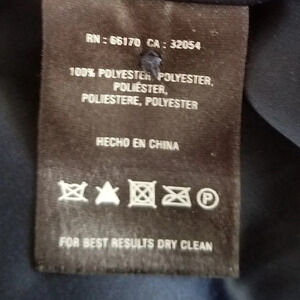 RN : 66170 CA : 32054
100% POLYESTER, POLYESTER,
POLIÉSTER,
POLIESTERE, POLYESTER
HECHO EN CHINA
P
FOR BEST RESULTS DRY CLEAN